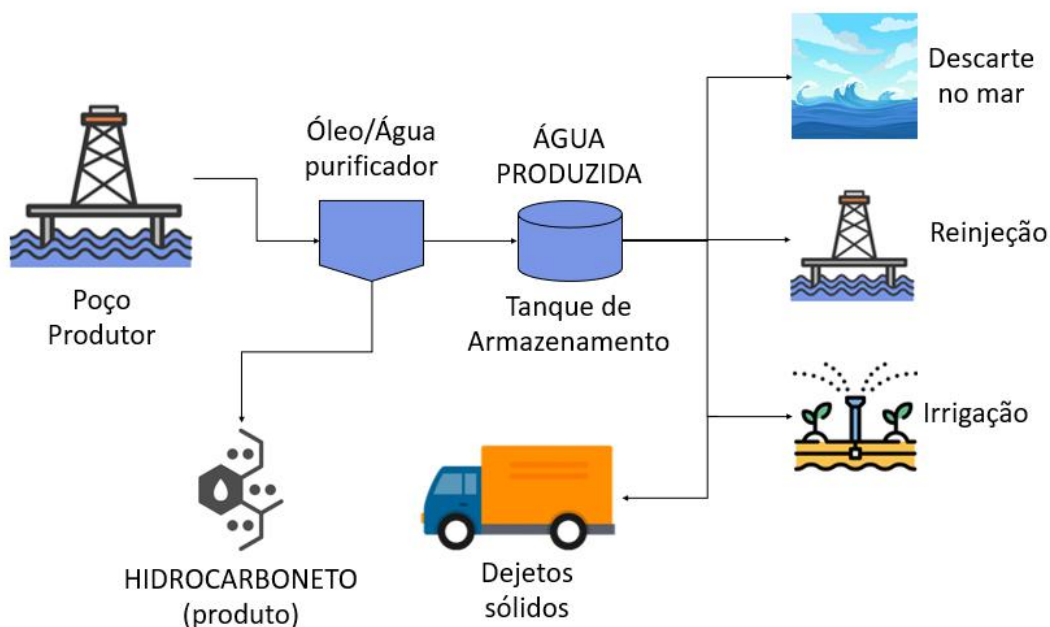 Poço
Produtor
Óleo/Água
purificador
ÁGUA
PRODUZIDA
Tanque de
Armazenamento
HIDROCARBONETO
(produto)
Dejetos
sólidos
Descarte
no mar
Reinjeção
Irrigação